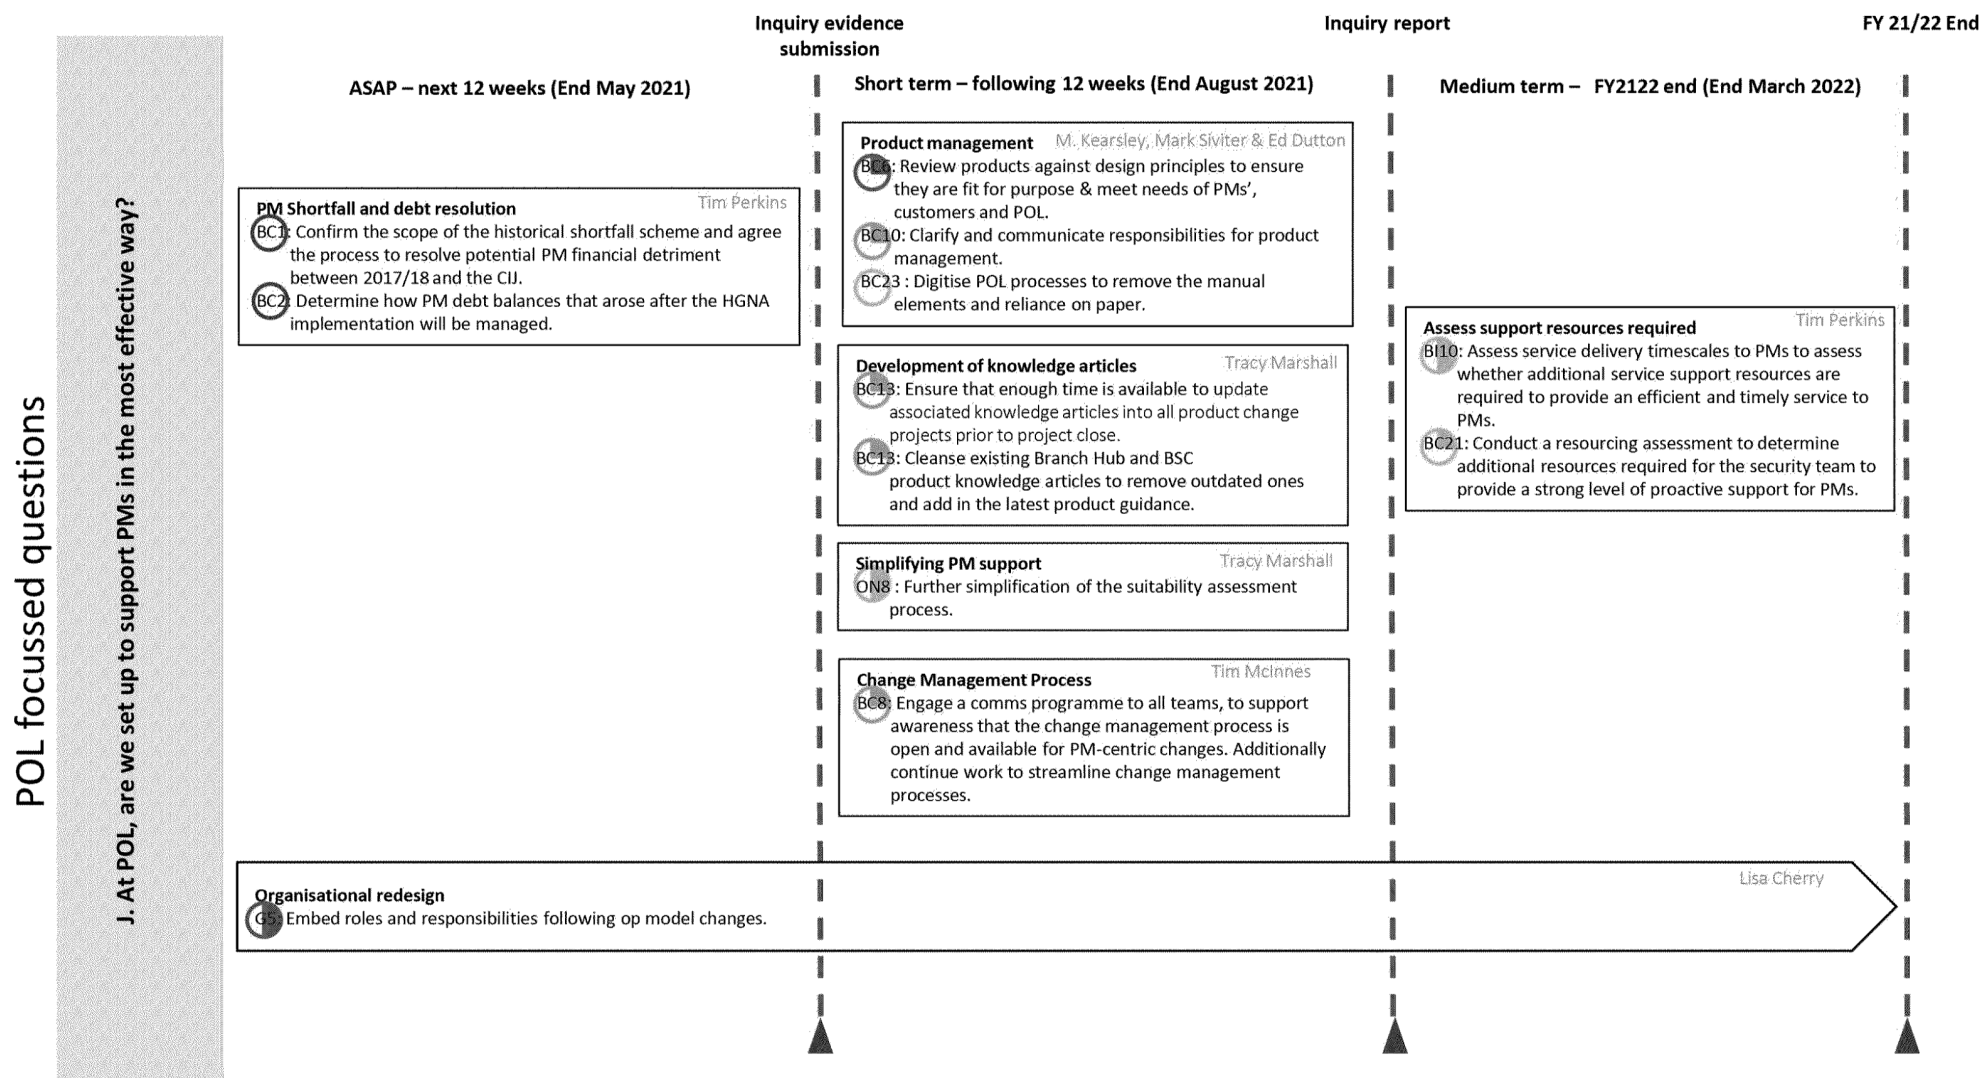 Inquiry evidence
submission
Inquiry report
FY 21/22 End
ASAP – next 12 weeks (End May 2021)
Short term – following 12 weeks (End August 2021)
Medium term – FY2122 end (End March 2022)
POL focussed questions
J. At POL, are we set up to support PMs in the most effective way?
PM Shortfall and debt resolution
Tim Perkins
BC1: Confirm the scope of the historical shortfall scheme and agree
the process to resolve potential PM financial detriment
between 2017/18 and the CIJ.
BC2: Determine how PM debt balances that arose after the HGNA
implementation will be managed.
Product management
M. Kearsley, Mark Siviter & Ed Dutton
BC6: Review products against design principles to ensure
they are fit for purpose & meet needs of PMs’,
customers and POL.
BC10: Clarify and communicate responsibilities for product
management.
BC23 : Digitise POL processes to remove the manual
elements and reliance on paper.
Development of knowledge articles
Tracy Marshall
BC13: Ensure that enough time is available to update
associated knowledge articles into all product change
projects prior to project close.
BC13: Cleanse existing Branch Hub and BSC
product knowledge articles to remove outdated ones
and add in the latest product guidance.
Simplifying PM support
Tracy Marshall
ON8 : Further simplification of the suitability assessment
process.
Change Management Process
Tim McInnes
BC8: Engage a comms programme to all teams, to support
awareness that the change management process is
open and available for PM-centric changes. Additionally
continue work to streamline change management
processes.
Assess support resources required
Tim Perkins
BI10: Assess service delivery timescales to PMs to assess
whether additional service support resources are
required to provide an efficient and timely service to
PMs.
BC21: Conduct a resourcing assessment to determine
additional resources required for the security team to
provide a strong level of proactive support for PMs.
Organisational redesign
Lisa Cherry
G5: Embed roles and responsibilities following op model changes.